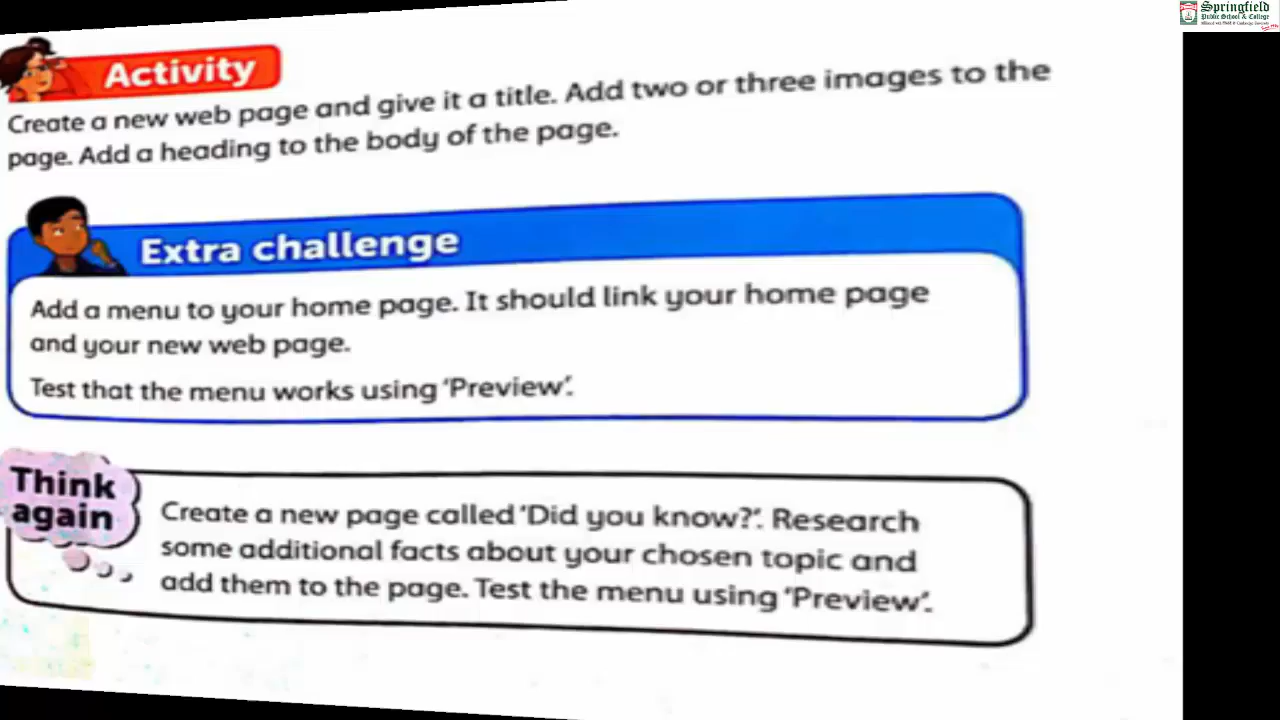 Springfield
Public School & College
Activity
Create a new web page and give it a title. Add two or three images to the
page. Add a heading to the body of the page.
Extra challenge
Add a menu to your home page. It should link your home page
and your new web page.
Test that the menu works using 'Preview'.
Think
again
Create a new page called 'Did you know?'. Research
some additional facts about your chosen topic and
add them to the page. Test the menu using 'Preview'.